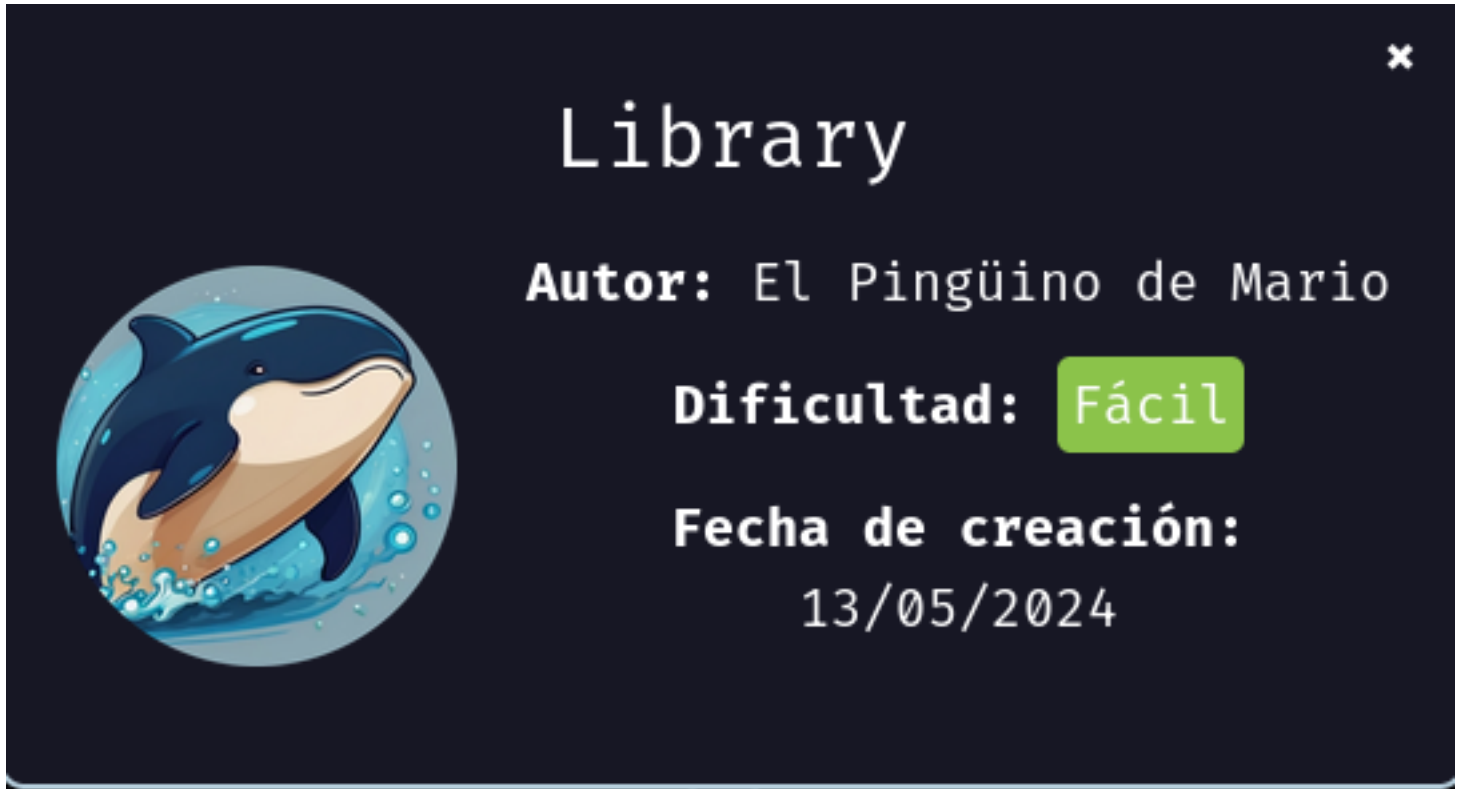 Library
Autor: El Pingüino de Mario
Dificultad: Fácil
Fecha de creación:
13/05/2024